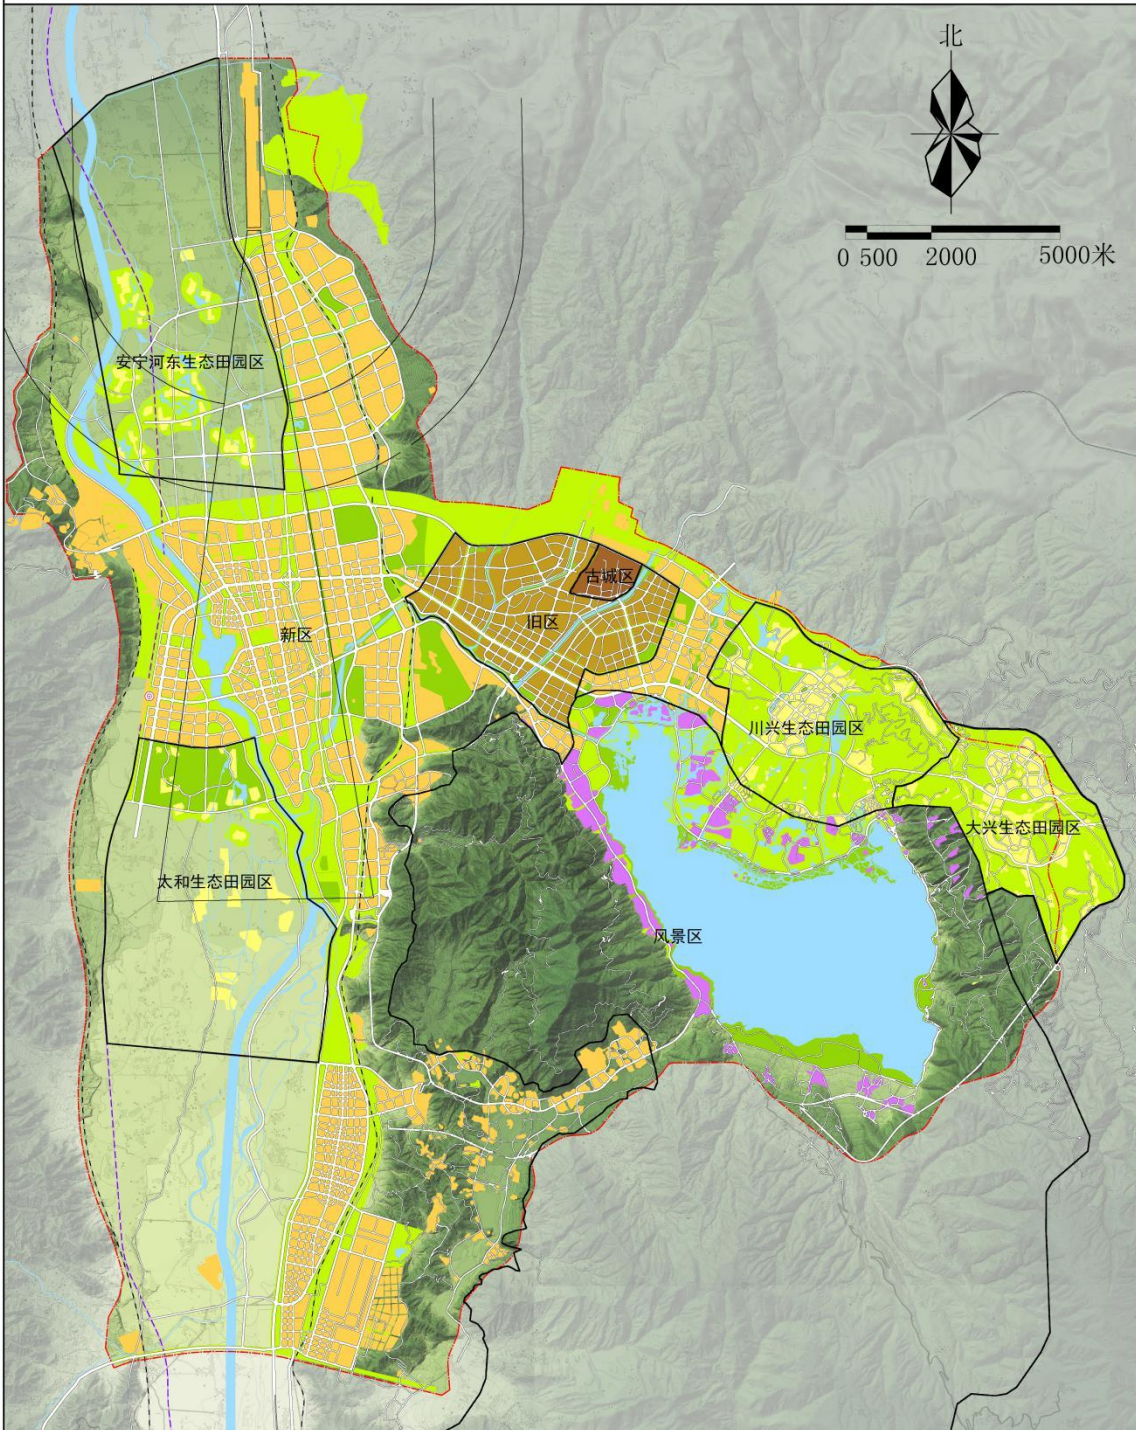 北
0 500 2000 5000米
安宁河东生态田园区
古城区
旧区
新区
川兴生态田园区
大兴生态田园区
太和生态田园区
风景区